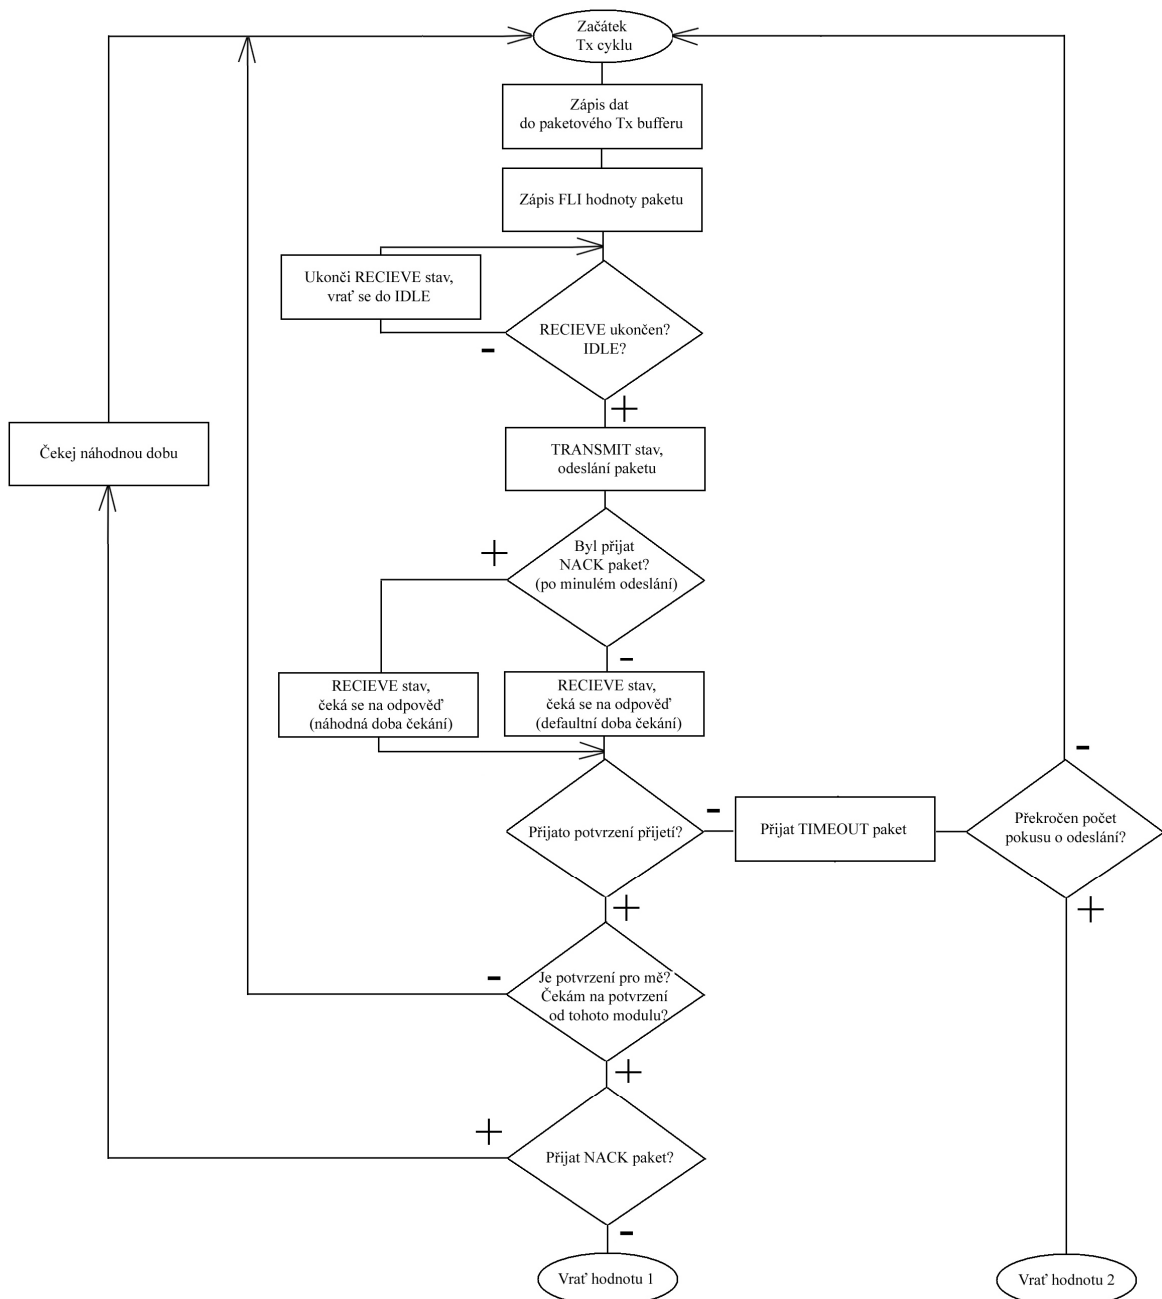 Začátek
Tx cyklu
Zápis dat
do paketového Tx bufferu
Zápis FLI hodnoty paketu
Ukonči RECIEVE stav,
vrať se do IDLE
RECIEVE ukončen?
IDLE?
-
+
Čekej náhodnou dobu
TRANSMIT stav,
odeslání paketu
Byl přijat
NACK paket?
(po minulém odeslání)
+
-
RECIEVE stav,
čeká se na odpověď
(náhodná doba čekání)
RECIEVE stav,
čeká se na odpověď
(defaultní doba čekání)
Přijato potvrzení přijetí?
-
Přijat TIMEOUT paket
-
Překročen počet
pokusu o odeslání?
+
+
-
Je potvrzení pro mě?
Čekám na potvrzení
od tohoto modulu?
+
+
Přijat NACK paket?
-
Vrať hodnotu 1
Vrať hodnotu 2